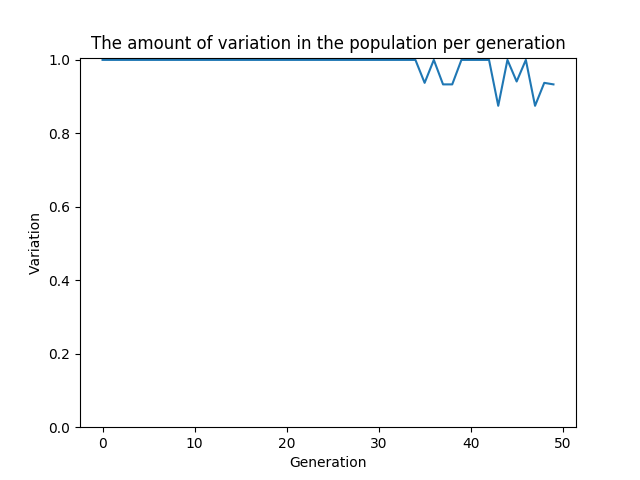 The amount of variation in the population per generation
1.0
0.8
0.6
0.4
0.2
0.0
Variation
0 10 20 30 40 50
Generation